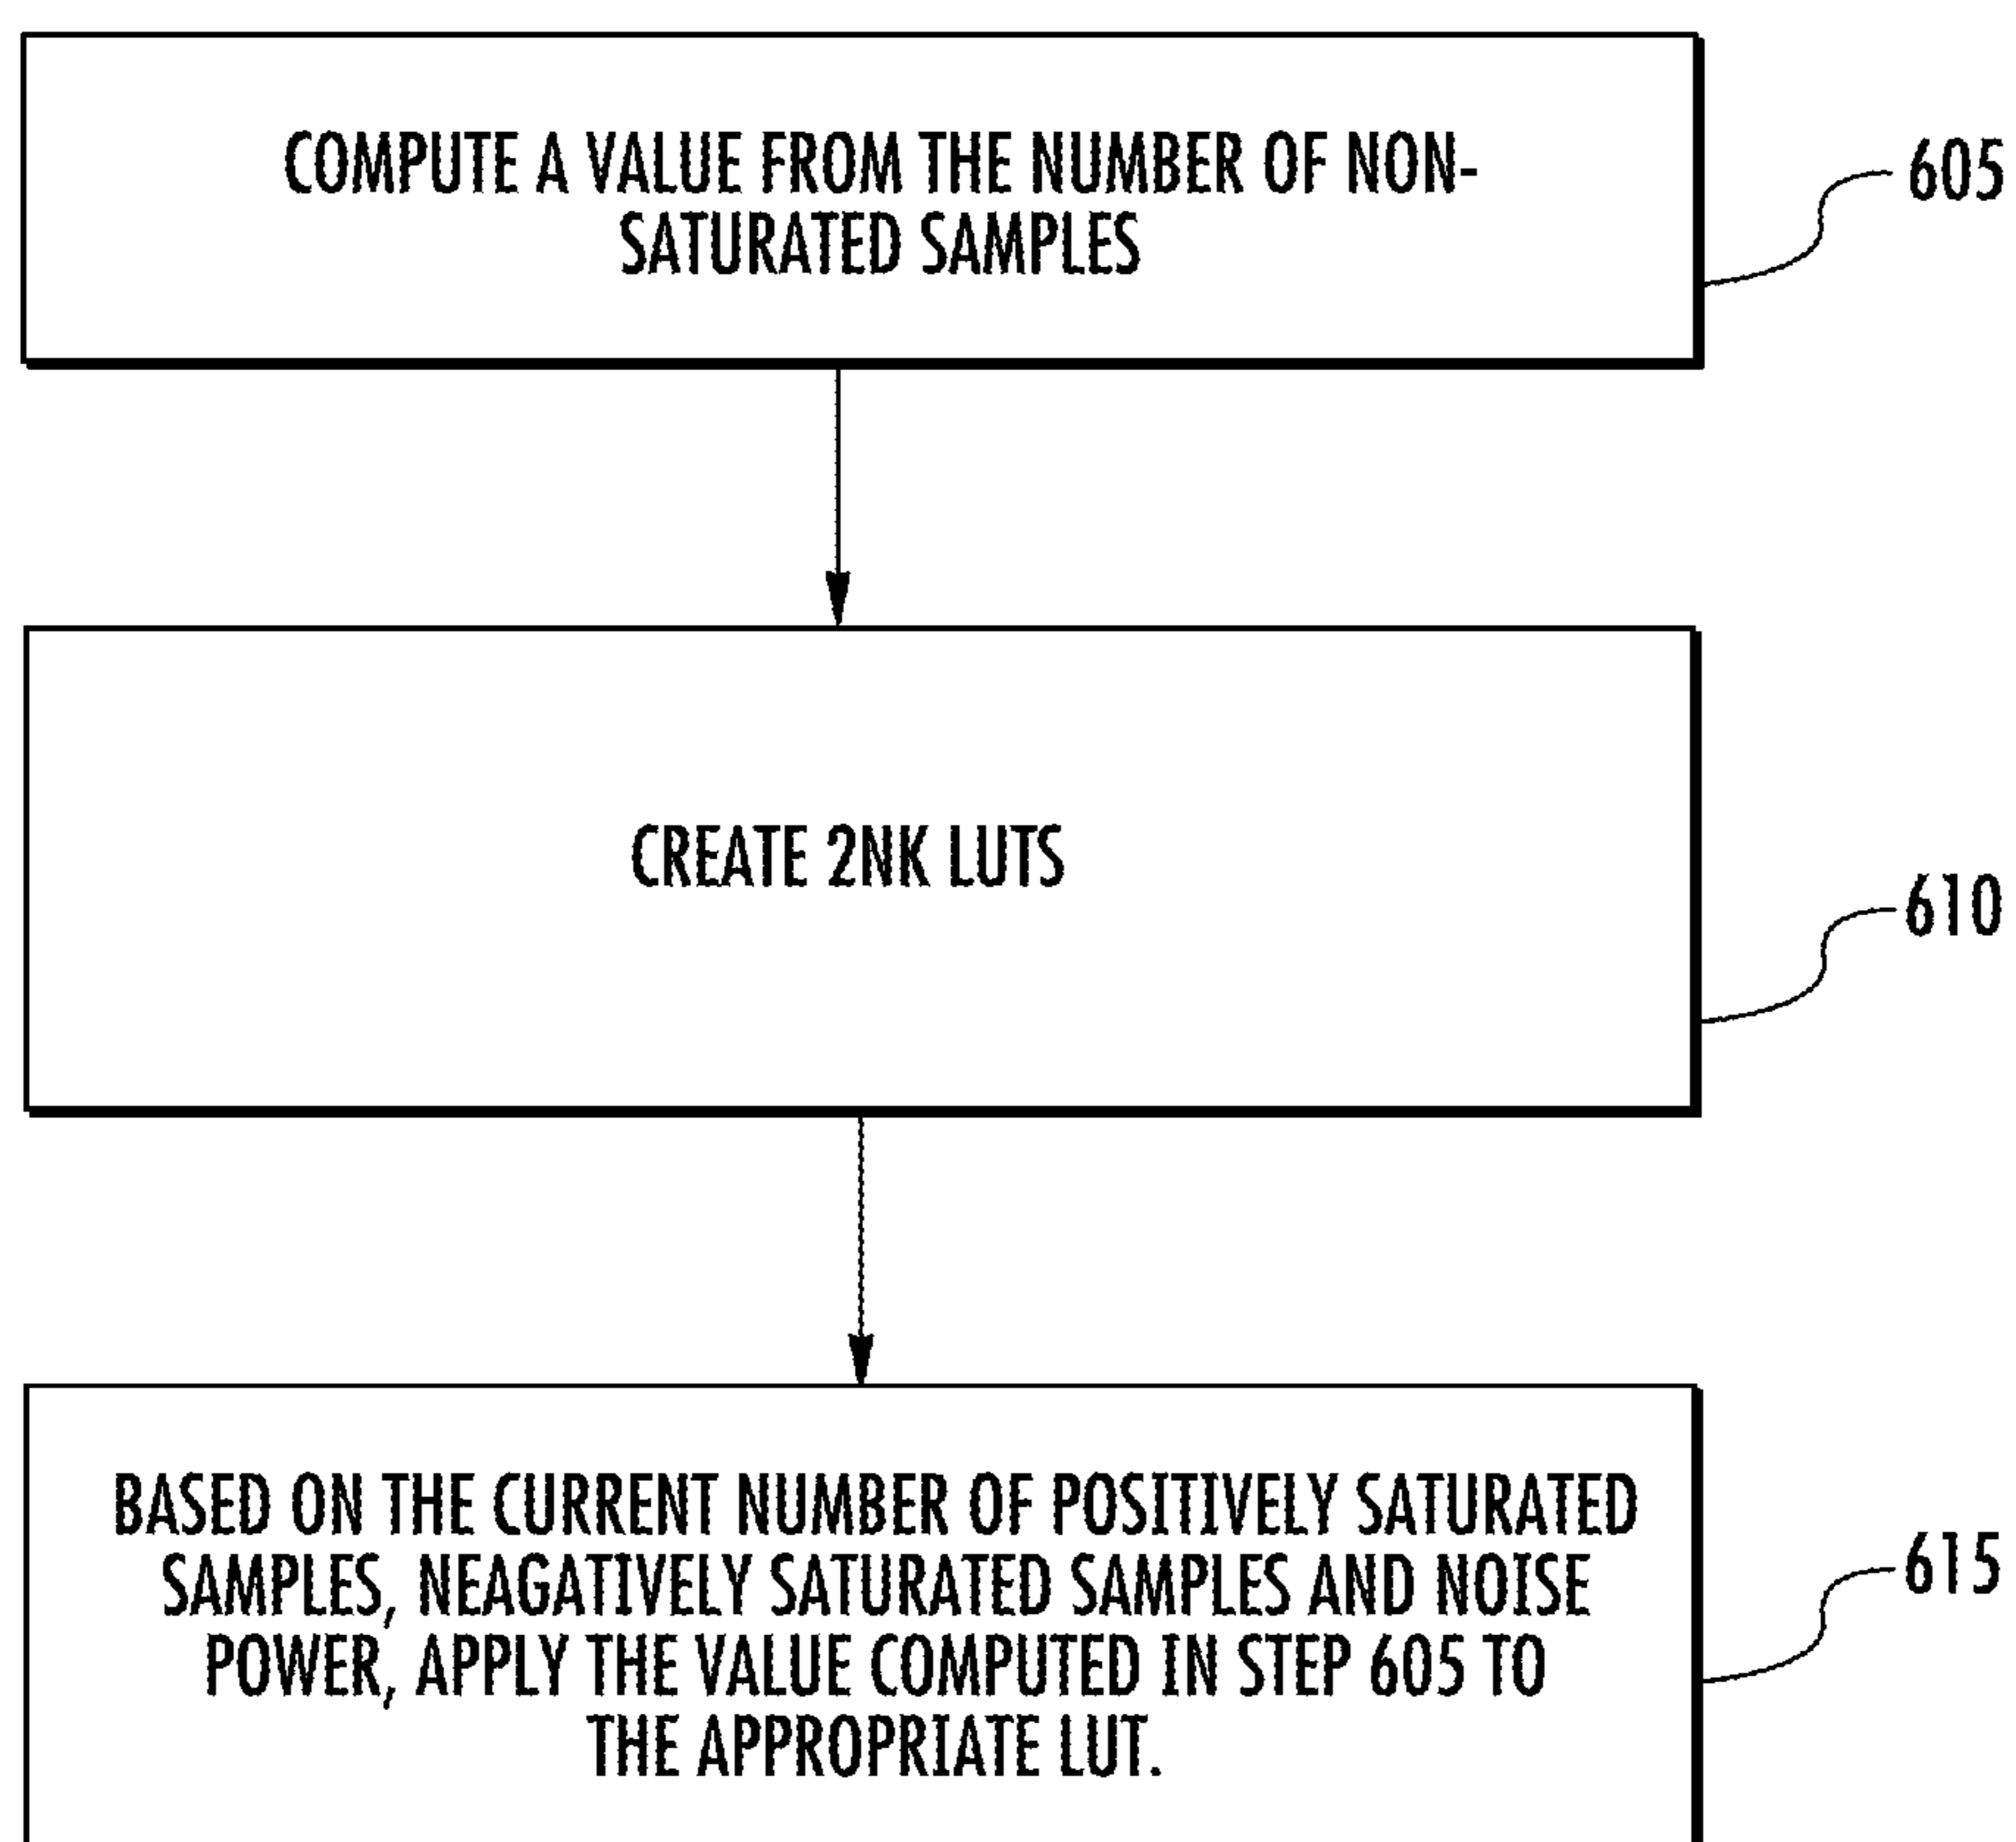 COMPUTE A VALUE FROM THE NUMBER OF NON-
SATURATED SAMPLES
605
CREATE 2NK LUTS
610
BASED ON THE CURRENT NUMBER OF POSITIVELY SATURATED
SAMPLES, NEAGATIVELY SATURATED SAMPLES AND NOISE
POWER, APPLY THE VALUE COMPUTED IN STEP 605 TO
THE APPROPRIATE LUT.
615